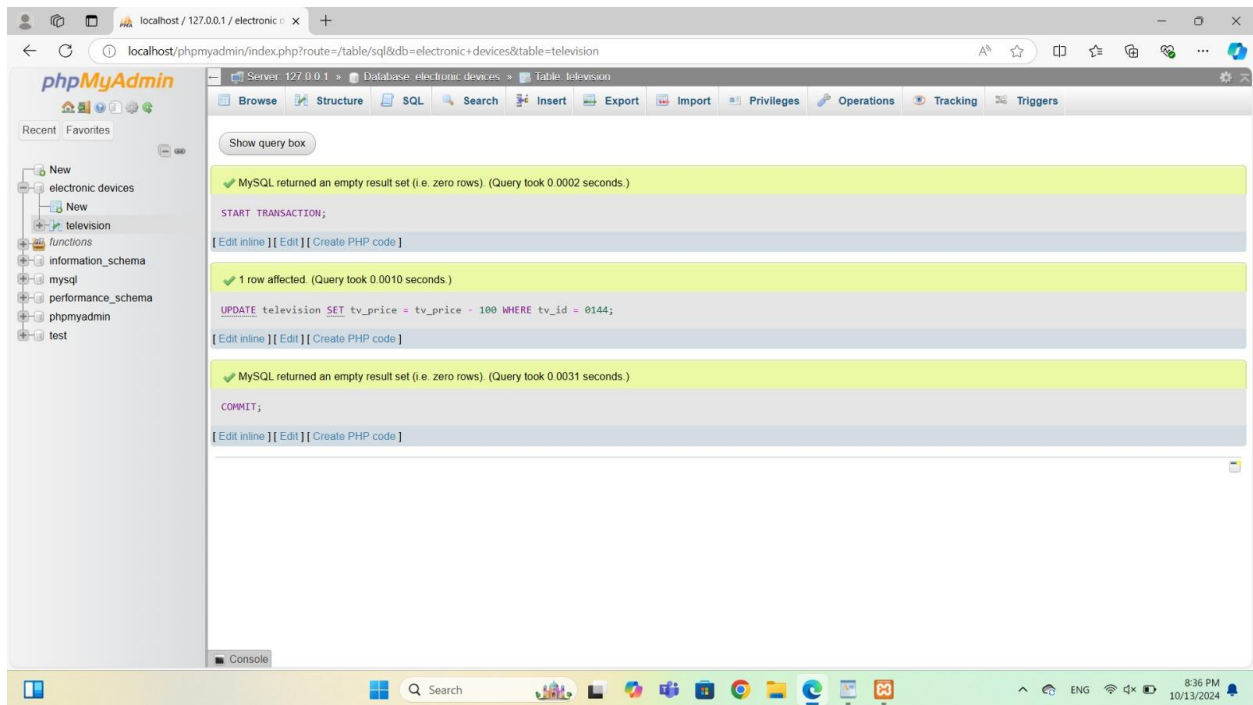 localhost / 127.0.0.1 / electronic d
localhost/phpmyadmin/index.php?route=/table/sql&db=electronic+devices&table=television
phpMyAdmin
Recent Favorites
New
electronic devices
New
television
functions
information_schema
mysql
performance_schema
phpmyadmin
test
Server: 127.0.0.1 » Database: electronic devices » Table: television
Browse Structure SQL Search Insert Export Import Privileges Operations Tracking Triggers
Show query box
MySQL returned an empty result set (i.e. zero rows). (Query took 0.0002 seconds.)
START TRANSACTION;
[ Edit inline ] [ Edit ] [ Create PHP code ]
1 row affected. (Query took 0.0010 seconds.)
UPDATE television SET tv_price = tv_price - 100 WHERE tv_id = 0144;
[ Edit inline ] [ Edit ] [ Create PHP code ]
MySQL returned an empty result set (i.e. zero rows). (Query took 0.0031 seconds.)
COMMIT;
[ Edit inline ] [ Edit ] [ Create PHP code ]
Console
Search
ENG
8:36 PM
10/13/2024